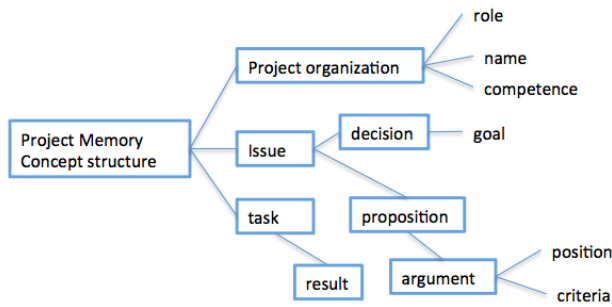 role
name
Project organization
competence
decision
goal
Project Memory
Concept structure
Issue
task
proposition
position
result
argument
criteria